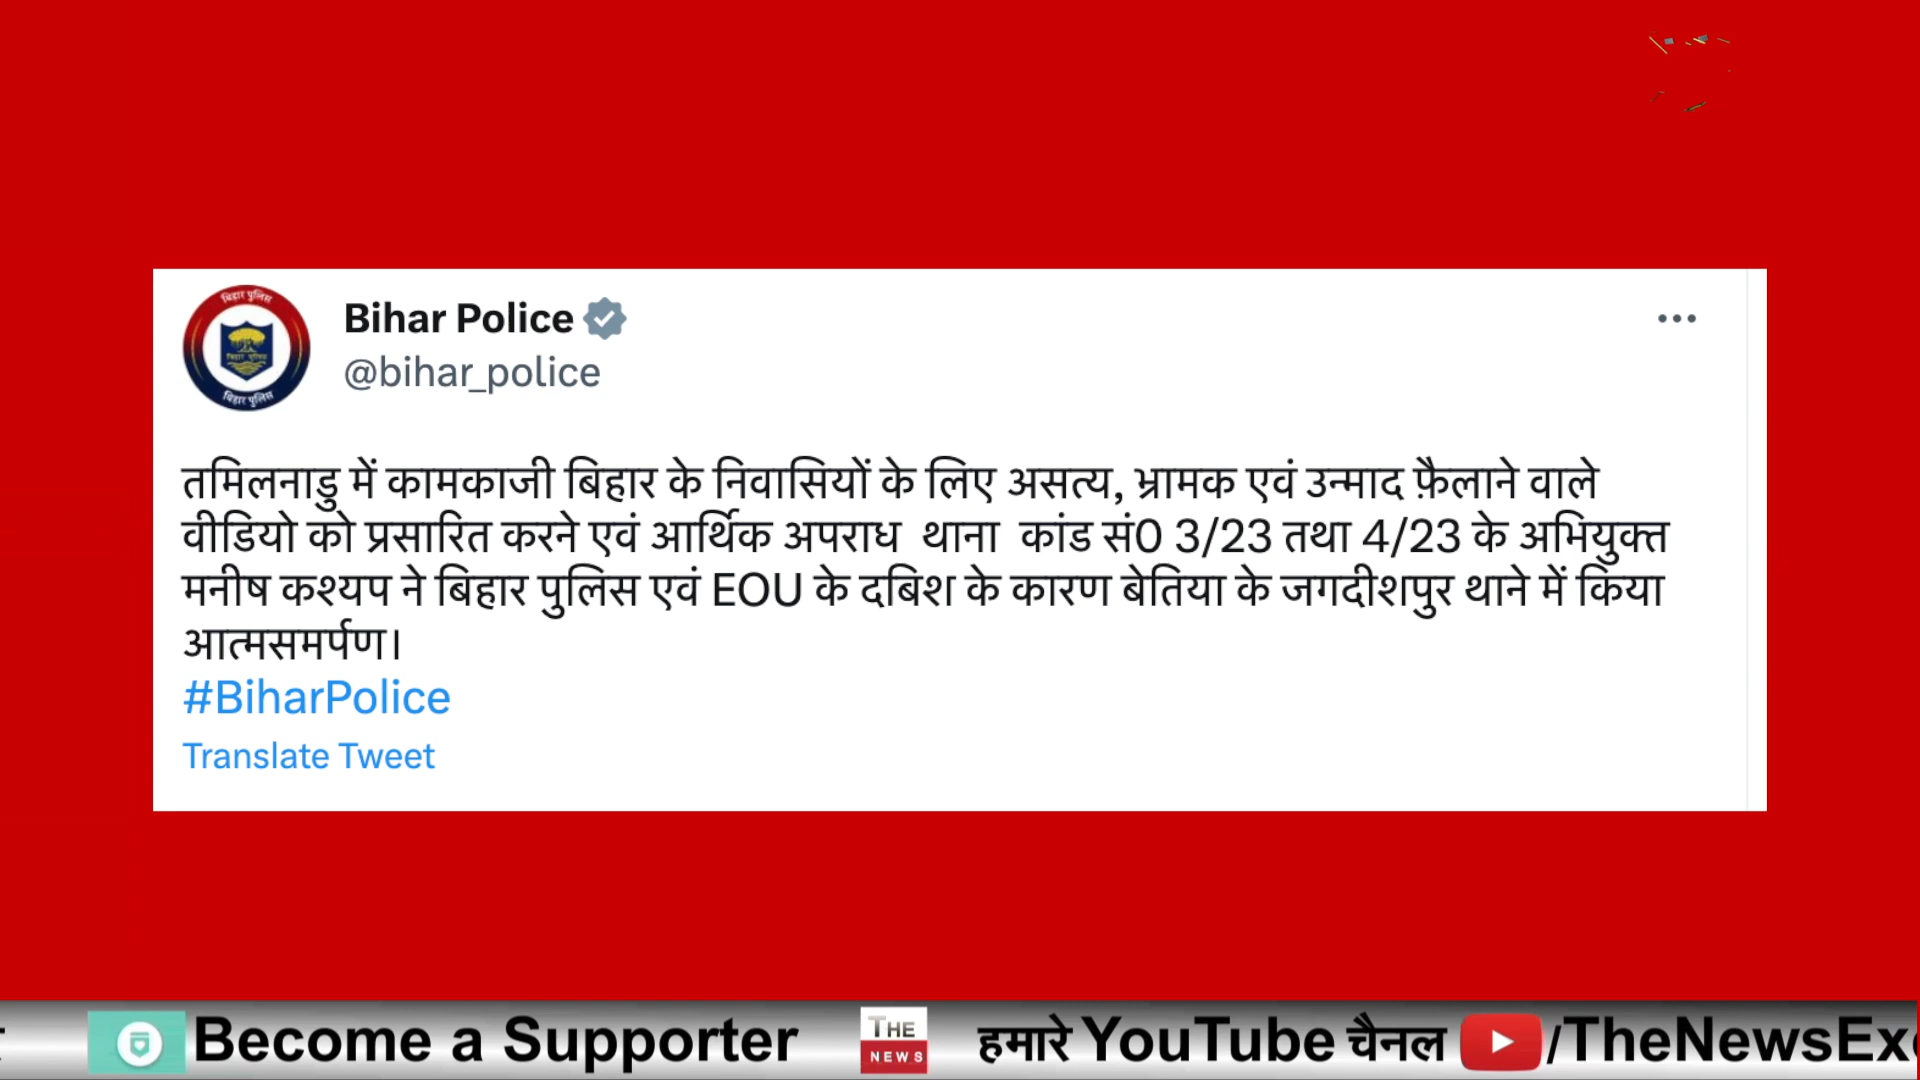 बिहार पुलिस
बिहार पुलिस
बिहार पुलिस
Bihar Police
@bihar_police
तमिलनाडु में कामकाजी बिहार के निवासियों के लिए असत्य, भ्रामक एवं उन्माद फ़ैलाने वाले
वीडियो को प्रसारित करने एवं आर्थिक अपराध थाना कांड सं0 3/23 तथा 4/23 के अभियुक्त
मनीष कश्यप ने बिहार पुलिस एवं EOU के दबिश के कारण बेतिया के जगदीशपुर थाने में किया
आत्मसमर्पण।
#BiharPolice
Translate Tweet
Become a Supporter THE NEWS हमारे YouTube चैनल /TheNewsEx